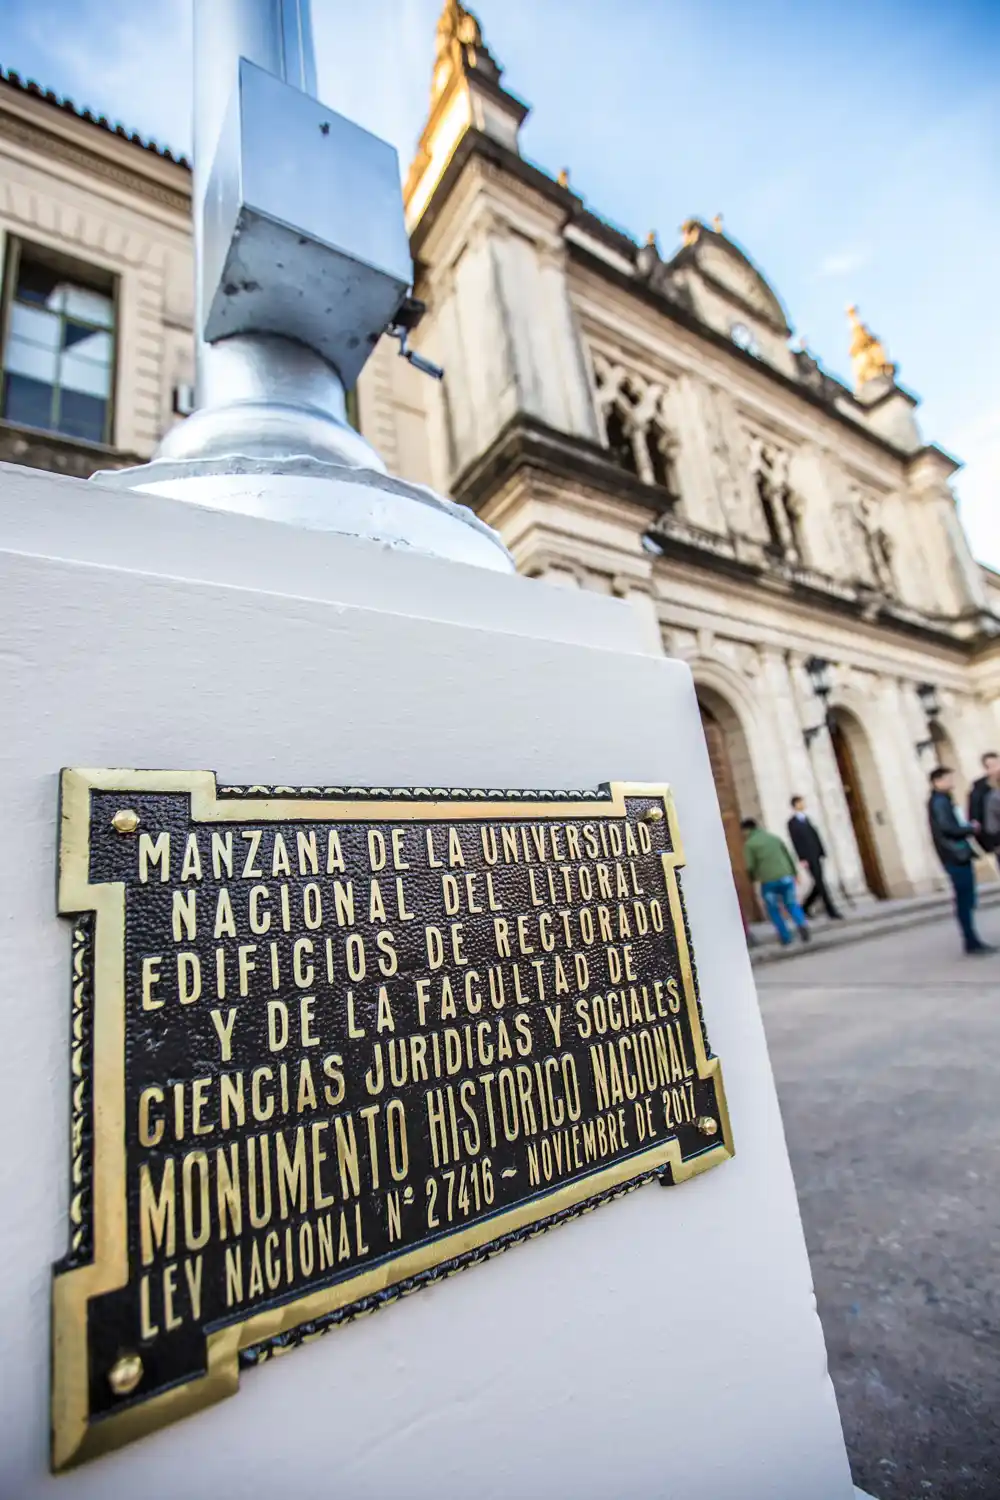 MANZANA DE LA UNIVERSIDAD
NACIONAL DEL LITORAL
EDIFICIOS DE RECTORADO
Y DE LA FACULTAD DE
CIENCIAS JURIDICAS Y SOCIALES
MONUMENTO HISTORICO NACIONAL
LEY NACIONAL Nº 27416 ~ NOVIEMBRE DE 2017